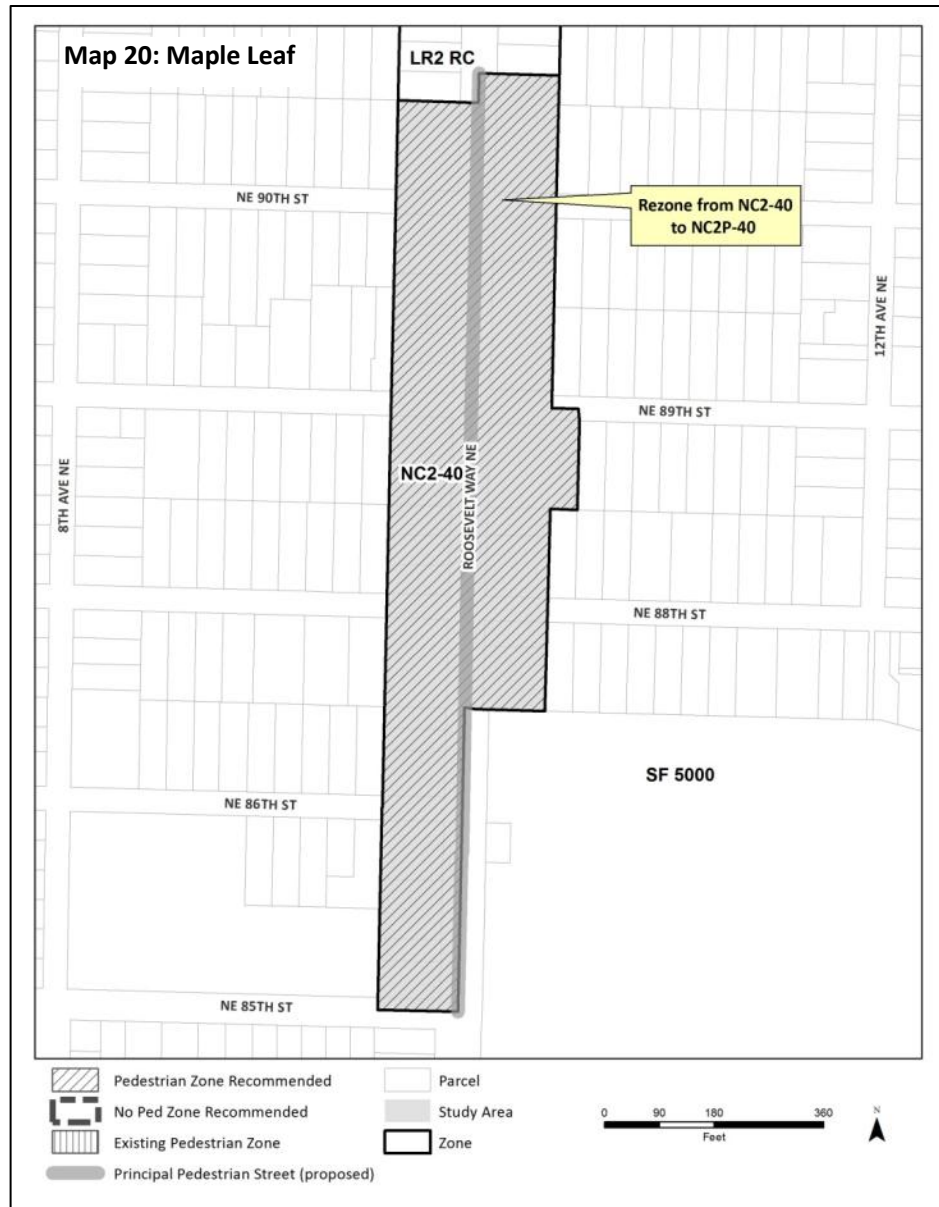 Map 20: Maple Leaf
LR2 RC
NE 90TH ST
Rezone from NC2-40
to NC2P-40
12TH AVE NE
NE 89TH ST
8TH AVE NE
NC2-40
ROOSEVELT WAY NE
NE 88TH ST
SF 5000
NE 86TH ST
NE 85TH ST
Pedestrian Zone Recommended
No Ped Zone Recommended
Existing Pedestrian Zone
Principal Pedestrian Street (proposed)
Parcel
Study Area
Zone
0 90 180 360
Feet
N